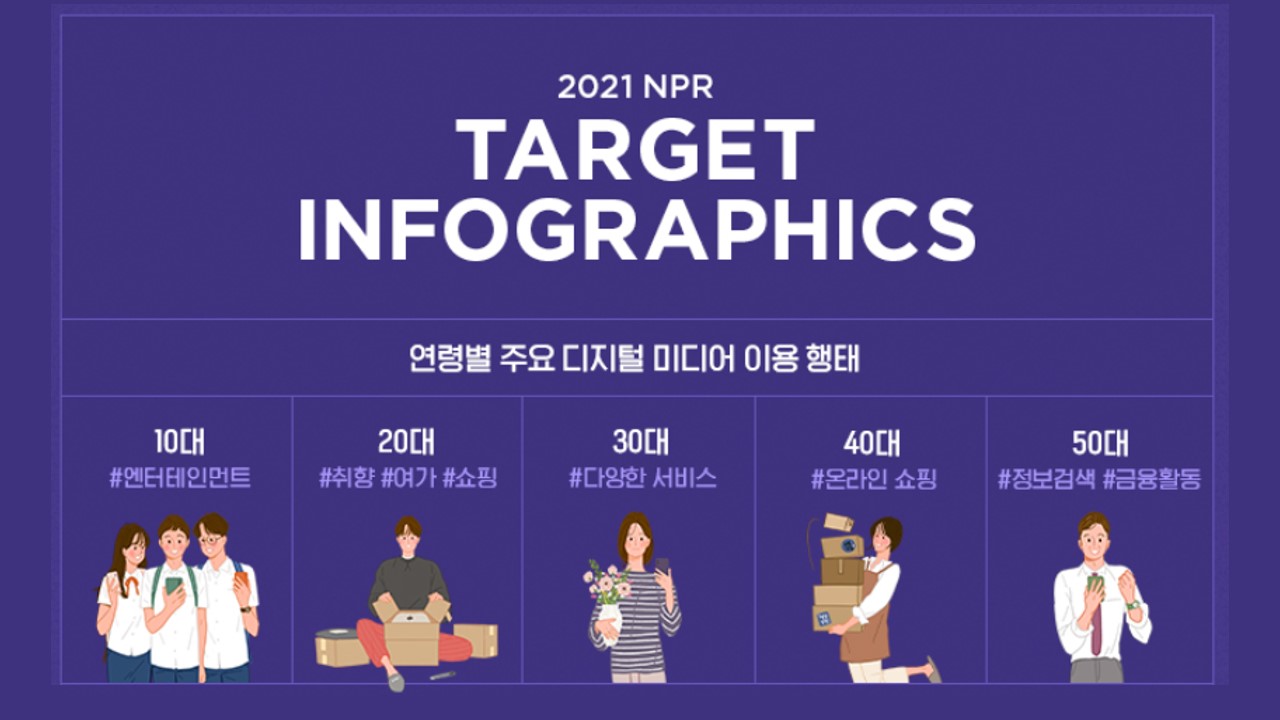 2021 NPR
TARGET
INFOGRAPHICS
연령별 주요 디지털 미디어 이용 행태
10대
#엔터테인먼트
20대
#취향 #여가 #쇼핑
30대
#다양한 서비스
40대
#온라인 쇼핑
50대
#정보검색 #금융활동